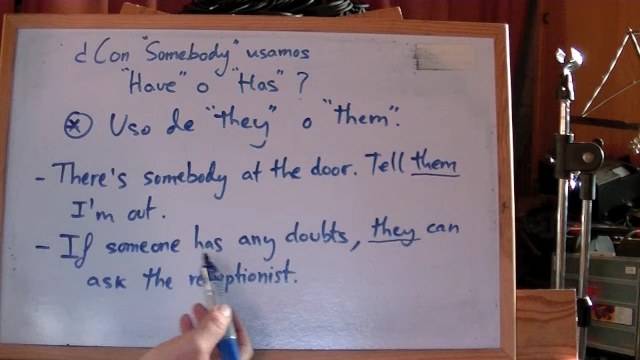 ¿Con "Somebody" usamos
"Have" o "Has"?
* Uso de "they" o "them".
- There's somebody at the door. Tell them
I'm out.
- If someone has any doubts, they can
ask the receptionist.